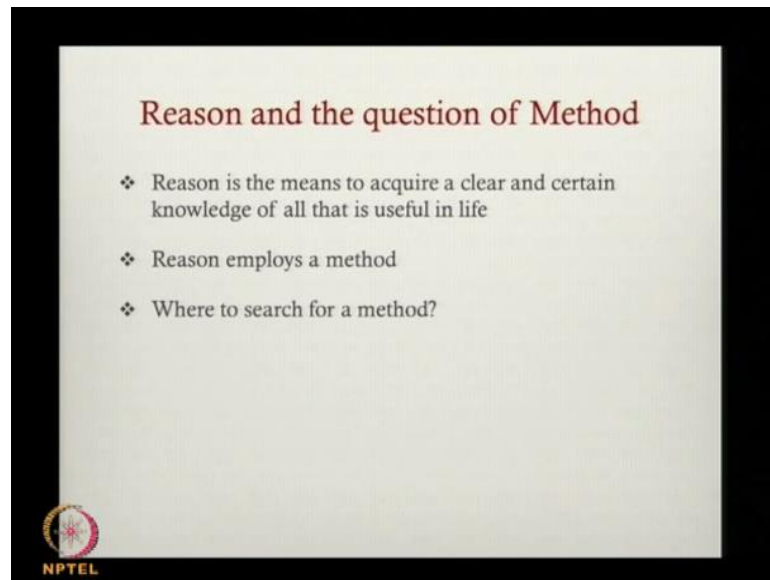 Reason and the question of Method
❖ Reason is the means to acquire a clear and certain
knowledge of all that is useful in life
❖ Reason employs a method
❖ Where to search for a method?
NPTEL